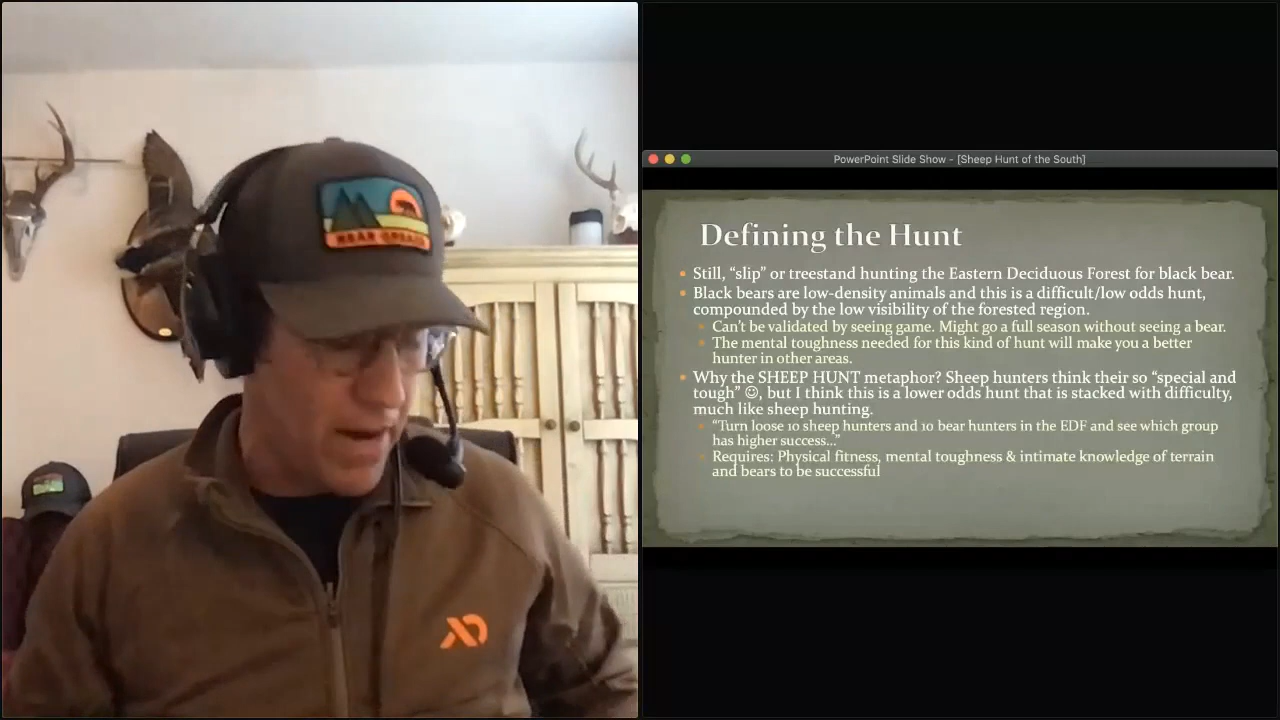 BEAR GREASE
PowerPoint Slide Show - [Sheep Hunt of the South]
Defining the Hunt
Still, “slip” or treestand hunting the Eastern Deciduous Forest for black bear.
Black bears are low-density animals and this is a difficult/low odds hunt,
compounded by the low visibility of the forested region.
Can’t be validated by seeing game. Might go a full season without seeing a bear.
The mental toughness needed for this kind of hunt will make you a better
hunter in other areas.
Why the SHEEP HUNT metaphor? Sheep hunters think their so “special and
tough” ☺, but I think this is a lower odds hunt that is stacked with difficulty,
much like sheep hunting.
“Turn loose 10 sheep hunters and 10 bear hunters in the EDF and see which group
has higher success...”
Requires: Physical fitness, mental toughness & intimate knowledge of terrain
and bears to be successful